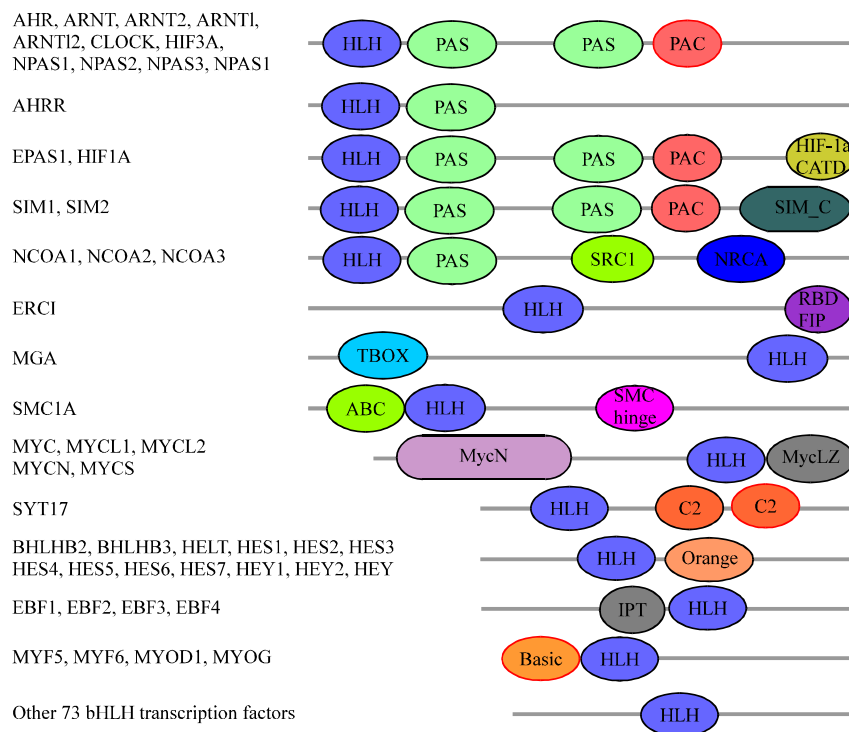 AHR, ARNT, ARNT2, ARNTl,
ARNTl2, CLOCK, HIF3A,
NPAS1, NPAS2, NPAS3, NPAS1
HLH PAS PAS PAC
AHRR
HLH PAS
EPAS1, HIF1A
HLH PAS PAS PAC HIF-1a
CATD
SIM1, SIM2
HLH PAS PAS PAC SIM_C
NCOA1, NCOA2, NCOA3
HLH PAS SRC1 NRCA
ERCI
HLH RBD
FIP
MGA
TBOX HLH
SMC1A
ABC HLH SMC
hinge
MYC, MYCL1, MYCL2
MYCN, MYCS
MycN HLH MycLZ
SYT17
HLH C2 C2
BHLHB2, BHLHB3, HELT, HES1, HES2, HES3
HES4, HES5, HES6, HES7, HEY1, HEY2, HEY
HLH Orange
EBF1, EBF2, EBF3, EBF4
IPT HLH
MYF5, MYF6, MYOD1, MYOG
Basic HLH
Other 73 bHLH transcription factors
HLH